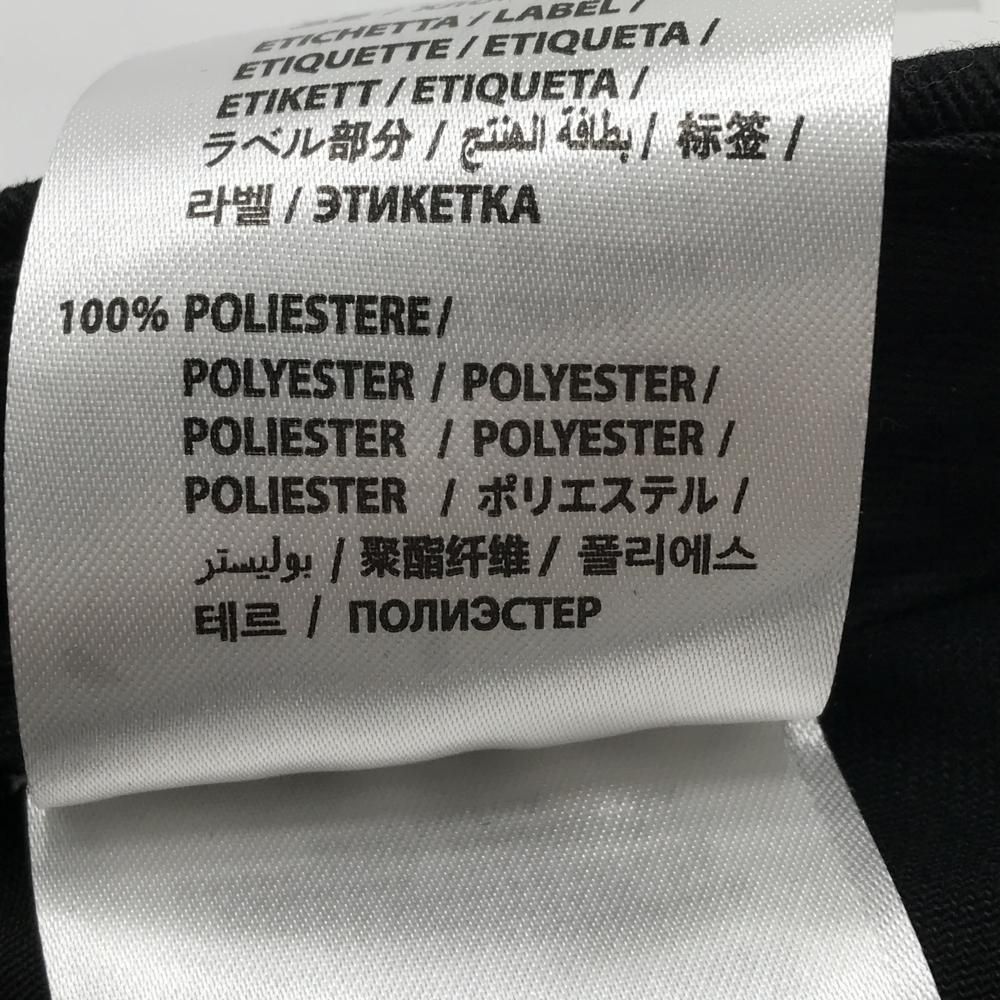 ETICHETTA / LABEL /
ETIQUETTE / ETIQUETA /
ETIKETT / ETIQUETA /
ラベル部分 / بطاقة المنتج / 标签 /
라벨 / ЭТИКЕТКА
100% POLIESTERE /
POLYESTER / POLYESTER /
POLIESTER / POLYESTER /
POLIESTER / ポリエステル /
بوليستر / 聚酯纤维 / 폴리에스
테르 / ПОЛИЭСТЕР